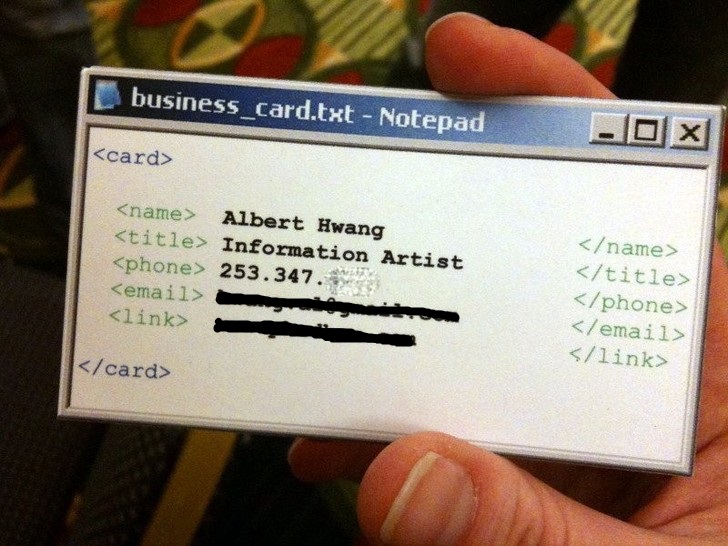 business_card.txt - Notepad
<card>
<name> Albert Hwang </name>
<title> Information Artist </title>
<phone> 253.347. </phone>
<email> </email>
<link> </link>
</card>